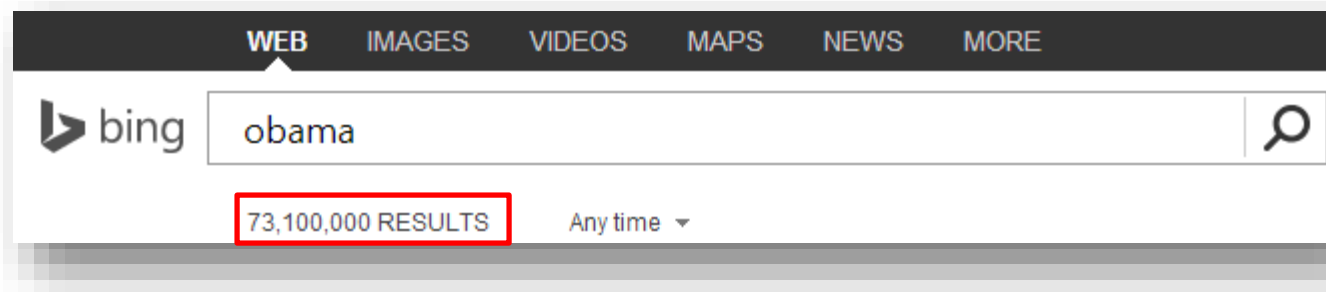 WEB IMAGES VIDEOS MAPS NEWS MORE
bing obama
73,100,000 RESULTS Any time